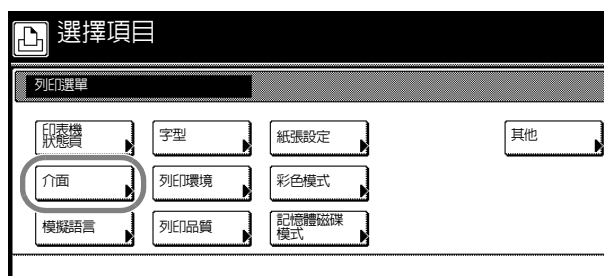 選擇項目
列印選單
印表機
狀態頁
字型
紙張設定
其他
介面
列印環境
彩色模式
模擬語言
列印品質
記憶體磁碟
模式